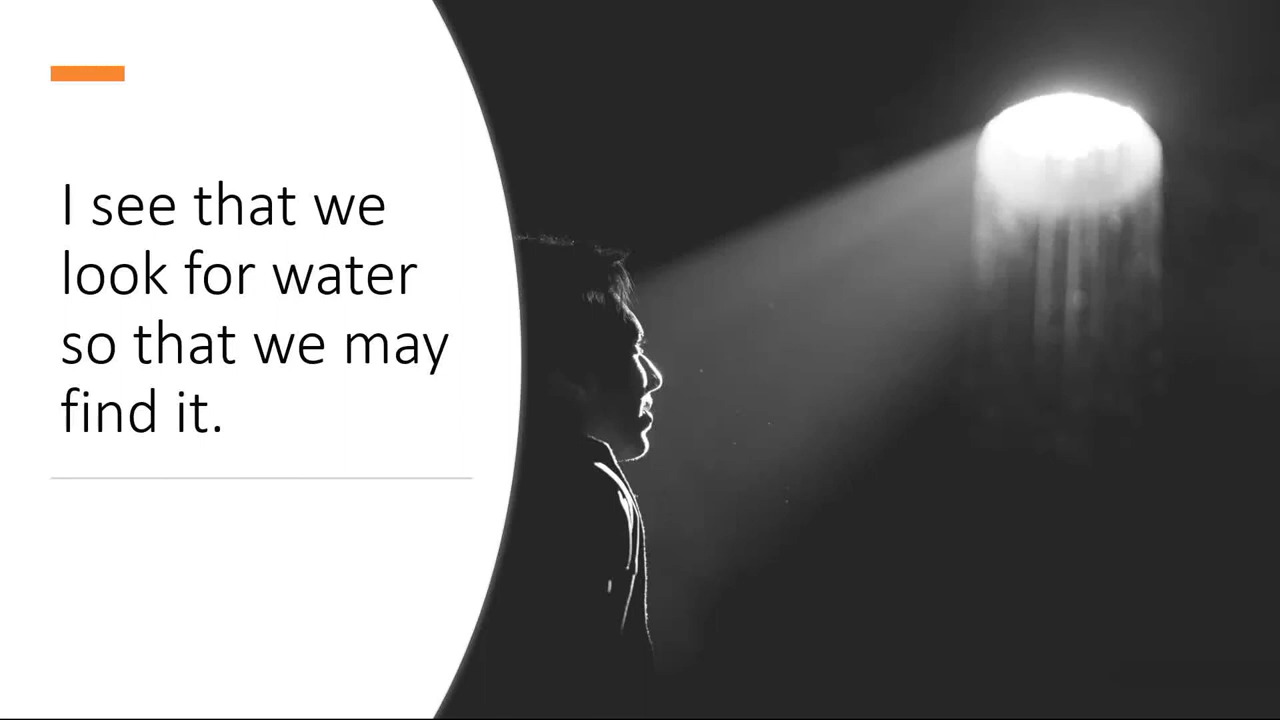 I see that we
look for water
so that we may
find it.